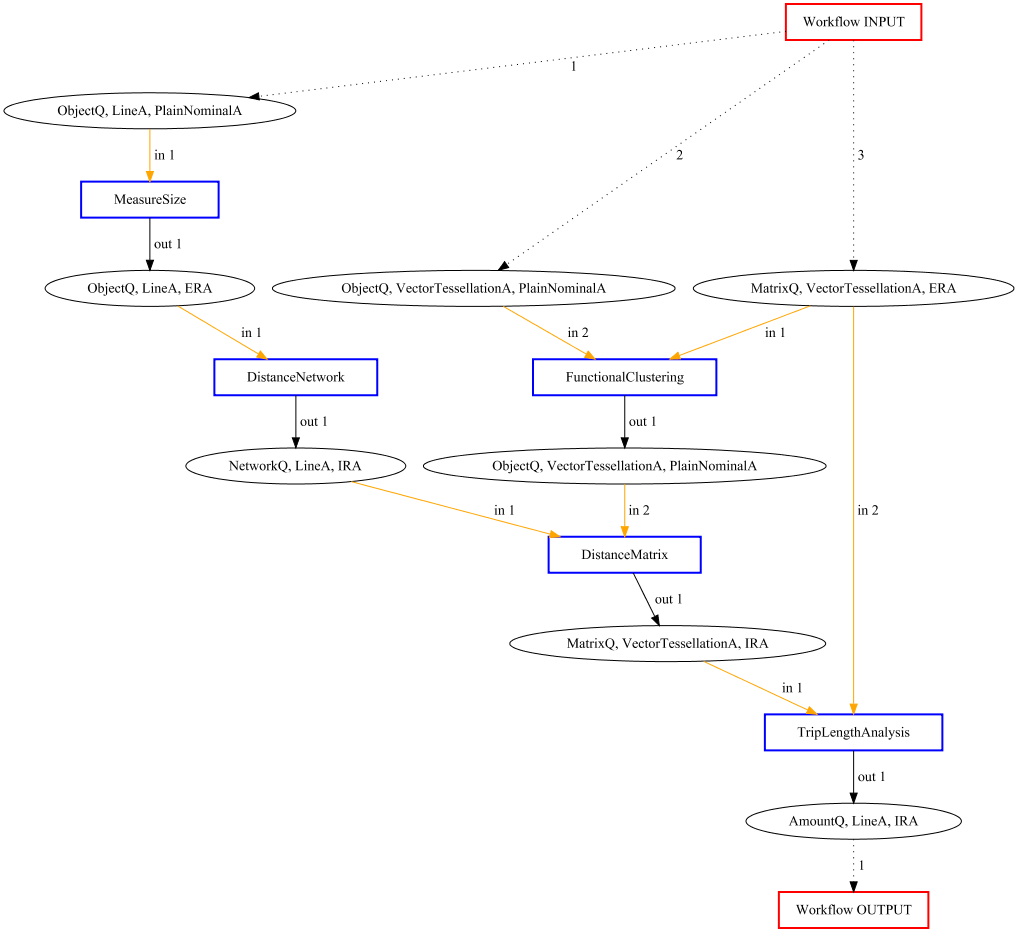 Workflow INPUT
1
ObjectQ, LineA, PlainNominalA
in 1
2
3
MeasureSize
out 1
ObjectQ, LineA, ERA
ObjectQ, VectorTessellationA, PlainNominalA
MatrixQ, VectorTessellationA, ERA
in 1
in 2
in 1
DistanceNetwork
FunctionalClustering
out 1
out 1
NetworkQ, LineA, IRA
ObjectQ, VectorTessellationA, PlainNominalA
in 1
in 2
in 2
DistanceMatrix
out 1
MatrixQ, VectorTessellationA, IRA
in 1
TripLengthAnalysis
out 1
AmountQ, LineA, IRA
1
Workflow OUTPUT